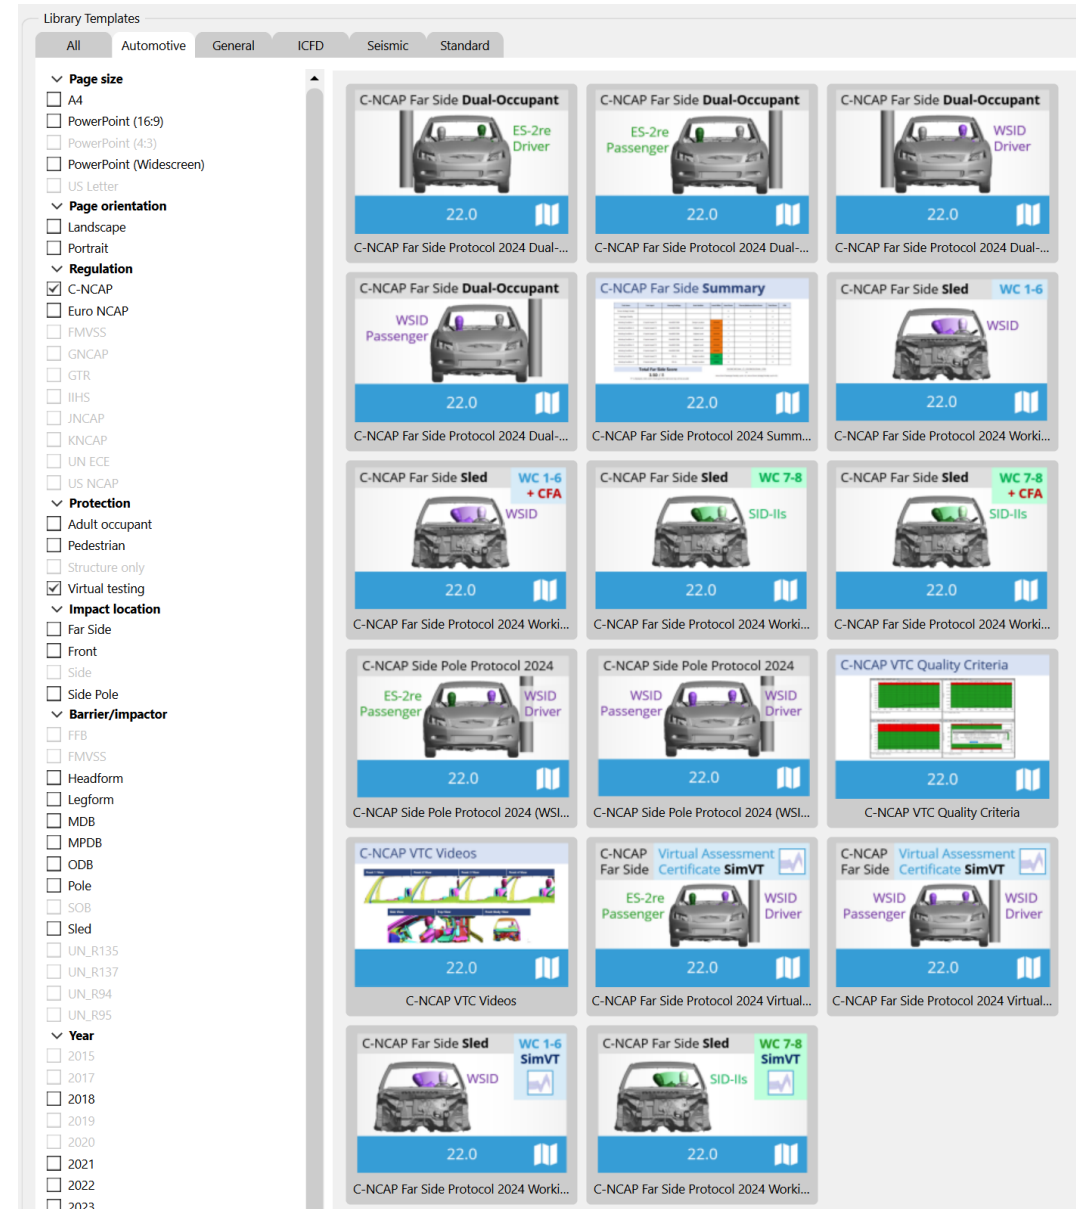 Library Templates
All
Automotive
General
ICFD
Seismic
Standard
Page size
A4
PowerPoint (16:9)
PowerPoint (4:3)
PowerPoint (Widescreen)
US Letter
Page orientation
Landscape
Portrait
Regulation
C-NCAP
Euro NCAP
FMVSS
GNCAP
GTR
IIHS
JNCAP
KNCAP
UN ECE
US NCAP
Protection
Adult occupant
Pedestrian
Structure only
Virtual testing
Impact location
Far Side
Front
Side
Side Pole
Barrier/impactor
FFB
FMVSS
Headform
Legform
MDB
MPDB
ODB
Pole
SOB
Sled
UN_R135
UN_R137
UN_R94
UN_R95
Year
2015
2017
2018
2019
2020
2021
2022
2023
C-NCAP Far Side Dual-Occupant
ES-2re
Driver
22.0
C-NCAP Far Side Protocol 2024 Dual-...
C-NCAP Far Side Dual-Occupant
ES-2re
Passenger
22.0
C-NCAP Far Side Protocol 2024 Dual-...
C-NCAP Far Side Dual-Occupant
WSID
Driver
22.0
C-NCAP Far Side Protocol 2024 Dual-...
C-NCAP Far Side Dual-Occupant
WSID
Passenger
22.0
C-NCAP Far Side Protocol 2024 Dual-...
C-NCAP Far Side Summary
Total Far Side Score
22.0
C-NCAP Far Side Protocol 2024 Summ...
C-NCAP Far Side Sled WC 1-6
WSID
22.0
C-NCAP Far Side Protocol 2024 Worki...
C-NCAP Far Side Sled WC 1-6
+ CFA
WSID
22.0
C-NCAP Far Side Protocol 2024 Worki...
C-NCAP Far Side Sled WC 7-8
SID-IIs
22.0
C-NCAP Far Side Protocol 2024 Worki...
C-NCAP Far Side Sled WC 7-8
+ CFA
SID-IIs
22.0
C-NCAP Far Side Protocol 2024 Worki...
C-NCAP Side Pole Protocol 2024
ES-2re
Passenger
WSID
Driver
22.0
C-NCAP Side Pole Protocol 2024 (WSI...
C-NCAP Side Pole Protocol 2024
WSID
Passenger
WSID
Driver
22.0
C-NCAP Side Pole Protocol 2024 (WSI...
C-NCAP VTC Quality Criteria
22.0
C-NCAP VTC Quality Criteria
C-NCAP VTC Videos
22.0
C-NCAP VTC Videos
C-NCAP
Far Side
Virtual Assessment
Certificate SimVT
ES-2re
Passenger
WSID
Driver
22.0
C-NCAP Far Side Protocol 2024 Virtual...
C-NCAP
Far Side
Virtual Assessment
Certificate SimVT
WSID
Passenger
WSID
Driver
22.0
C-NCAP Far Side Protocol 2024 Virtual...
C-NCAP Far Side Sled WC 1-6
SimVT
WSID
22.0
C-NCAP Far Side Protocol 2024 Worki...
C-NCAP Far Side Sled WC 7-8
SimVT
SID-IIs
22.0
C-NCAP Far Side Protocol 2024 Worki...